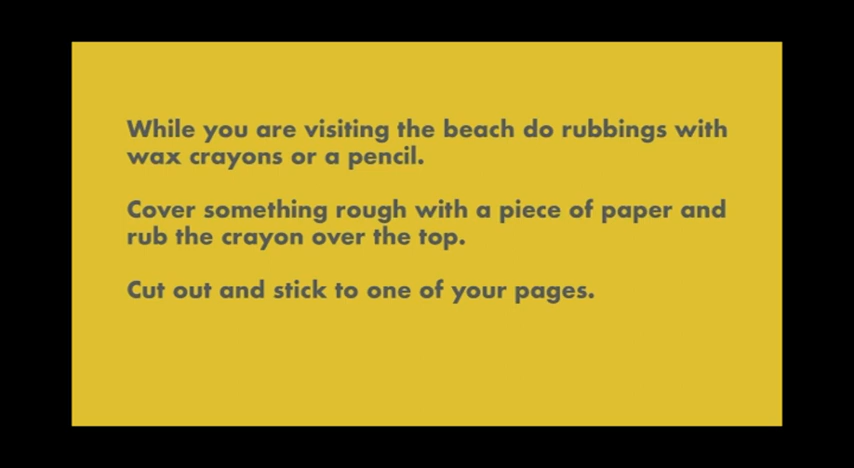 While you are visiting the beach do rubbings with
wax crayons or a pencil.
Cover something rough with a piece of paper and
rub the crayon over the top.
Cut out and stick to one of your pages.